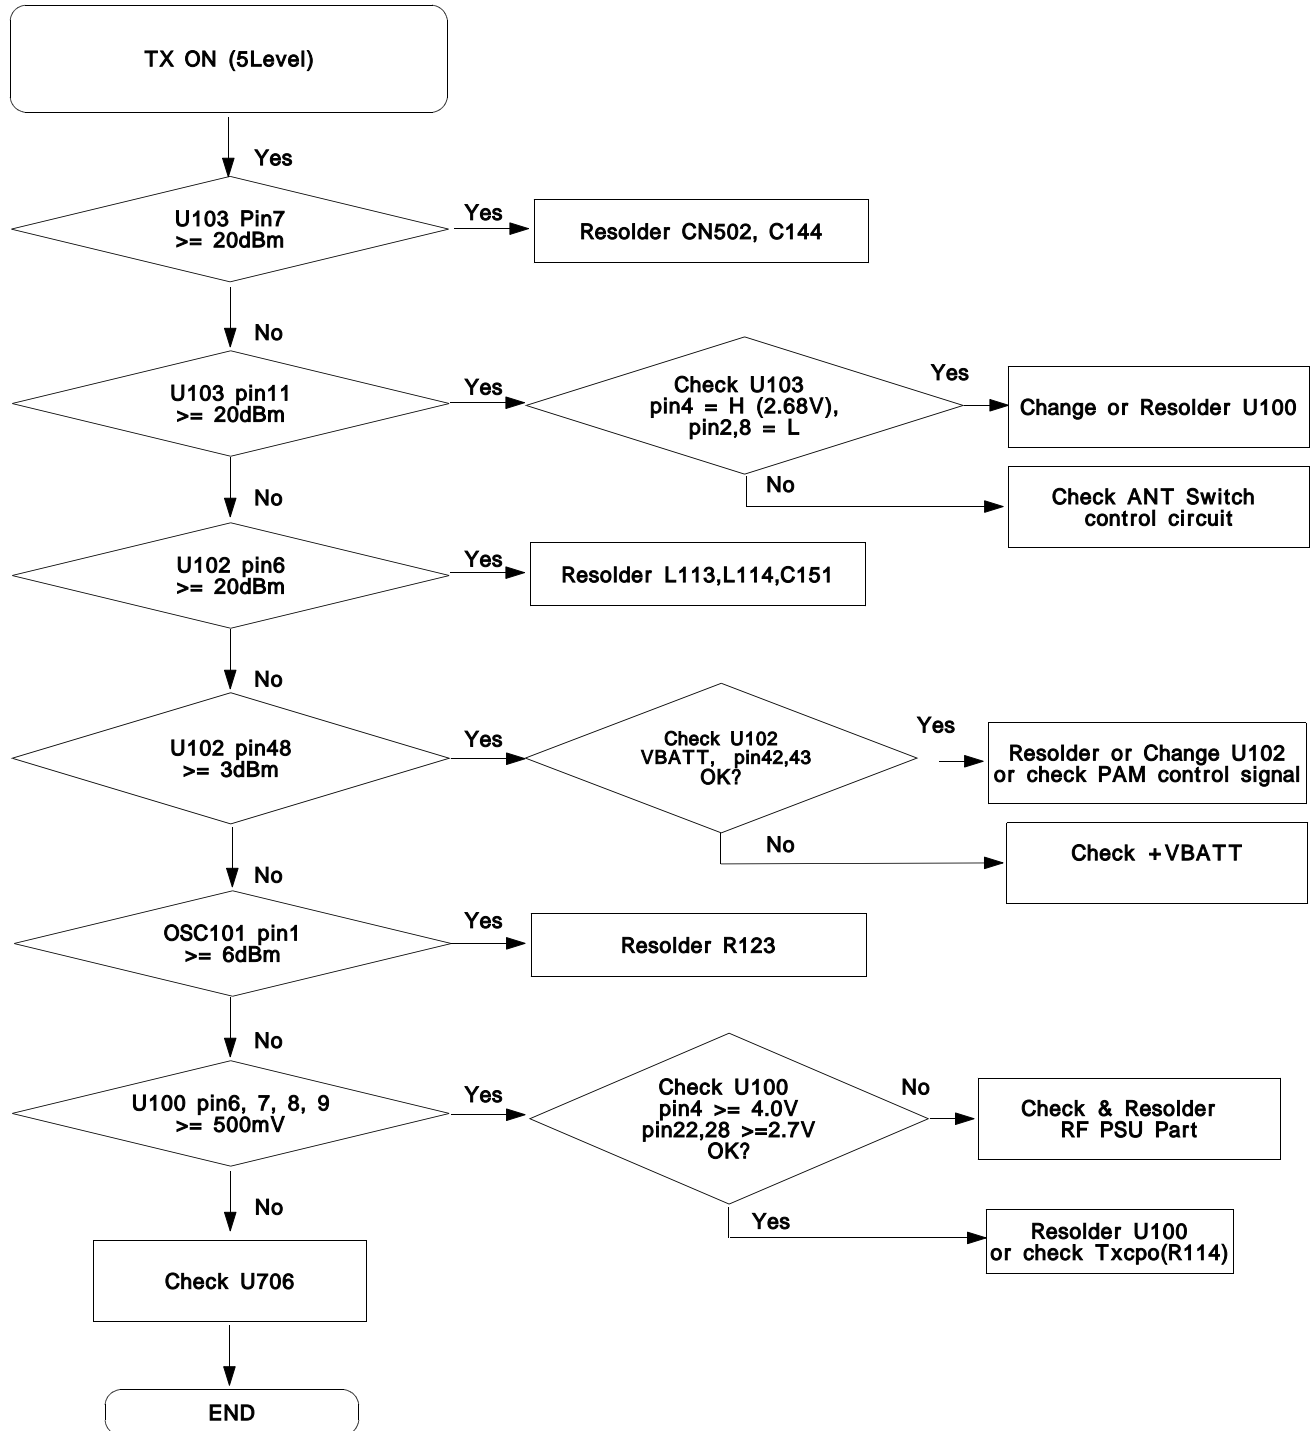 TX ON (5Level)
Yes
U103 Pin7
>= 20dBm
Yes
Resolder CN502, C144
No
U103 pin11
>= 20dBm
Yes
Check U103
pin4 = H (2.68V),
pin2,8 = L
Yes
Change or Resolder U100
No
Check ANT Switch
control circuit
No
U102 pin6
>= 20dBm
Yes
Resolder L113,L114,C151
No
U102 pin48
>= 3dBm
Yes
Check U102
VBATT, pin42,43
OK?
Yes
Resolder or Change U102
or check PAM control signal
No
Check +VBATT
No
OSC101 pin1
>= 6dBm
Yes
Resolder R123
No
U100 pin6, 7, 8, 9
>= 500mV
Yes
Check U100
pin4 >= 4.0V
pin22,28 >=2.7V
OK?
No
Check & Resolder
RF PSU Part
Yes
Resolder U100
or check Txcpo(R114)
No
Check U706
END